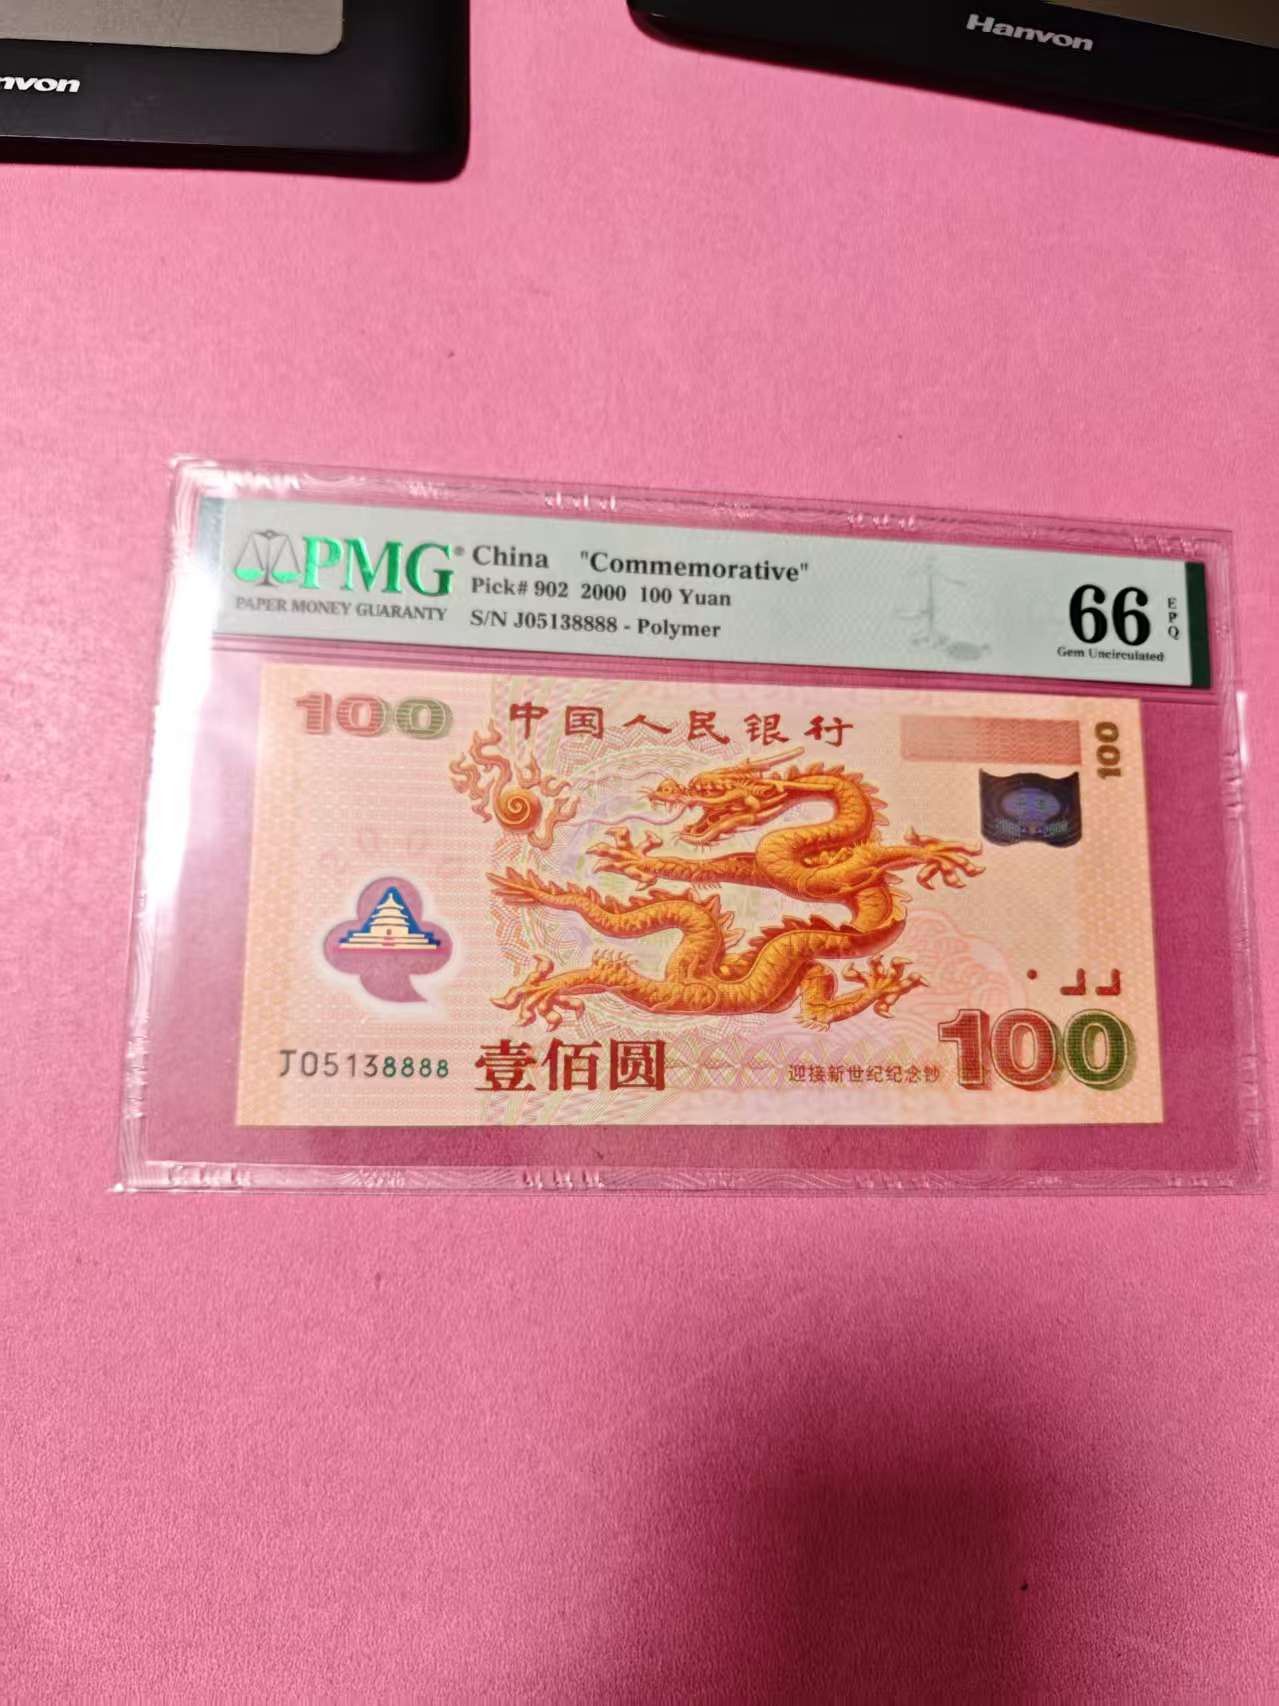 nvon
Hanvon
PMG® China "Commemorative"
PAPER MONEY GUARANTY
Pick# 902 2000 100 Yuan
S/N J05138888 - Polymer
66 EPQ
Gem Uncirculated
100 中国人民银行
100
J05138888 壹佰圆
迎接新世纪纪念钞 100